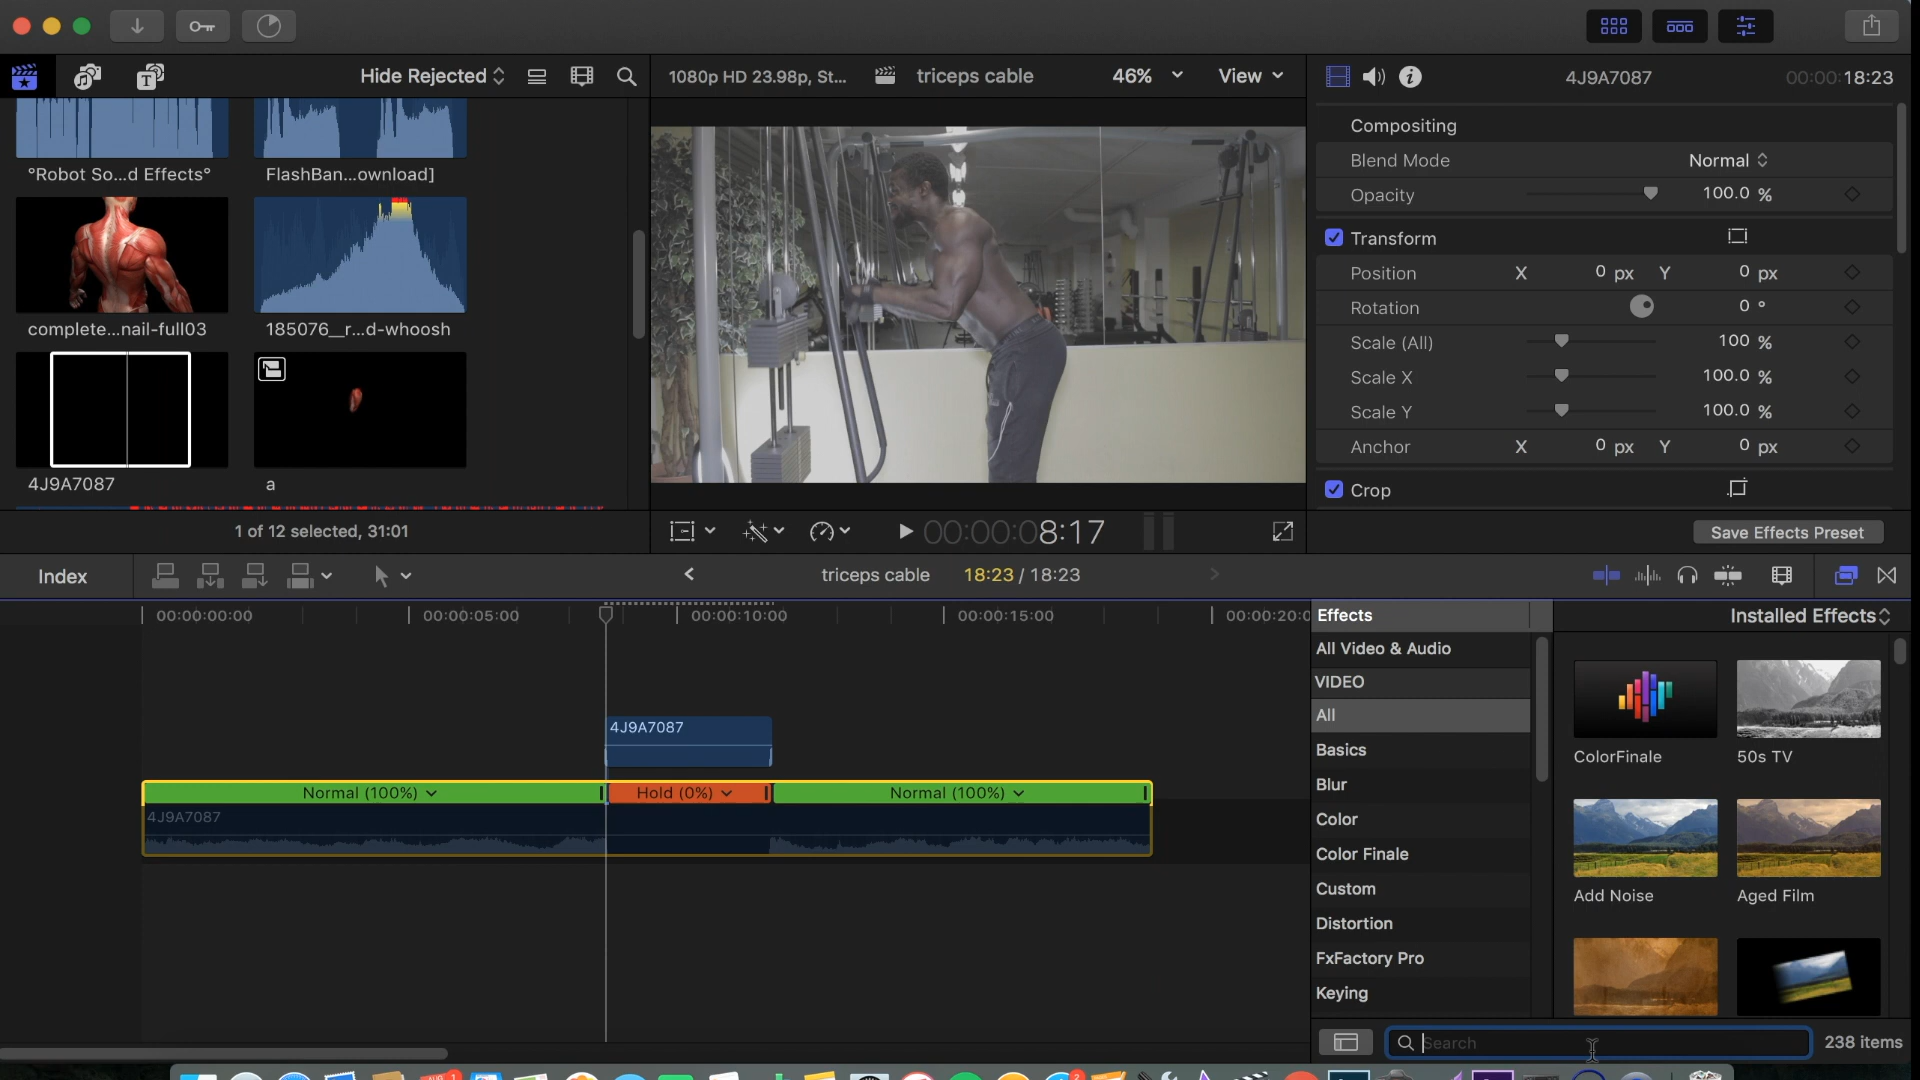 Hide Rejected
1080p HD 23.98p, St...
triceps cable
46%
View
4J9A7087
00:00:18:23
°Robot So...d Effects°
FlashBan...ownload]
complete...nail-full03
185076__r...d-whoosh
4J9A7087
a
1 of 12 selected, 31:01
00:00:08:17
Compositing
Blend Mode
Normal
Opacity
100.0 %
Transform
Position X 0 px Y 0 px
Rotation 0 °
Scale (All) 100 %
Scale X 100.0 %
Scale Y 100.0 %
Anchor X 0 px Y 0 px
Crop
Save Effects Preset
Index
triceps cable
18:23 / 18:23
00:00:00:00
00:00:05:00
00:00:10:00
00:00:15:00
00:00:20:0
4J9A7087
Normal (100%)
Hold (0%)
Normal (100%)
4J9A7087
Effects
Installed Effects
All Video & Audio
VIDEO
All
Basics
Blur
Color
Color Finale
Custom
Distortion
FxFactory Pro
Keying
ColorFinale
50s TV
Add Noise
Aged Film
Search
238 items